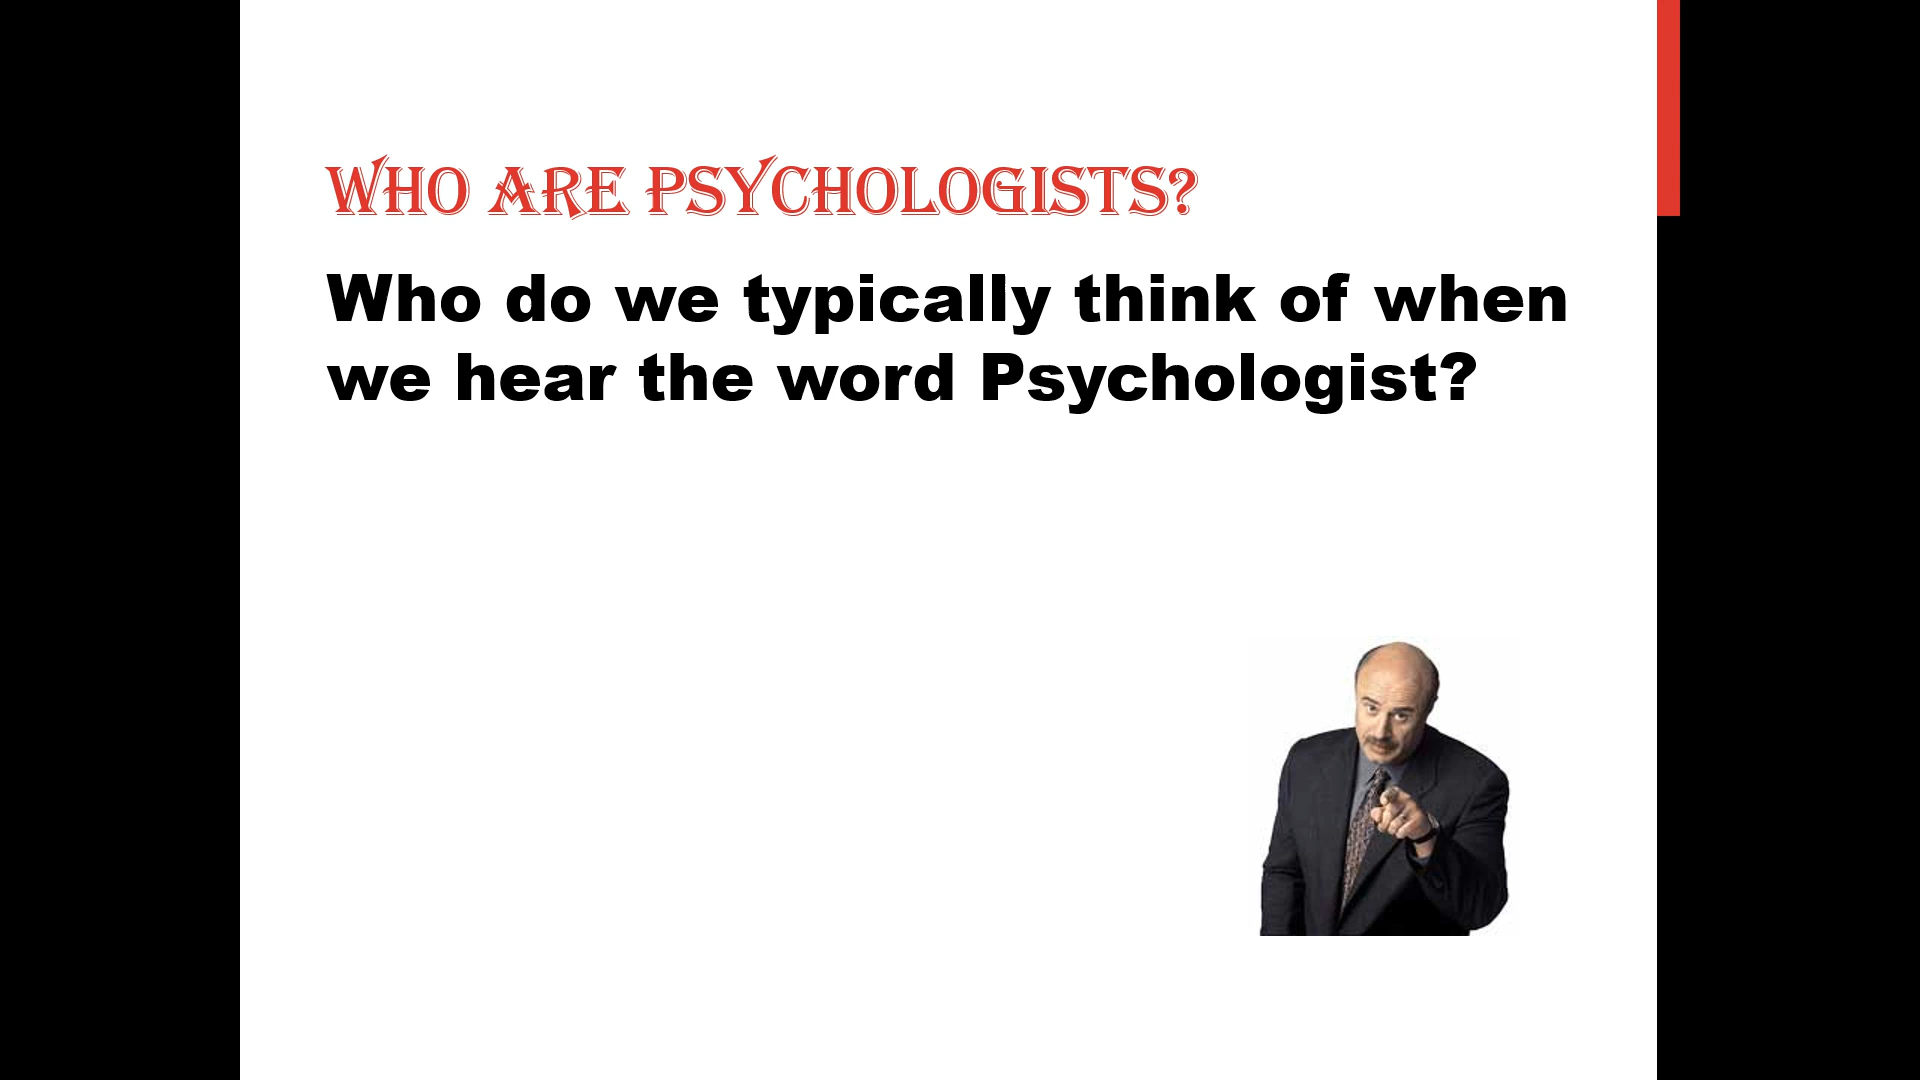 WHO ARE PSYCHOLOGISTS?
Who do we typically think of when
we hear the word Psychologist?